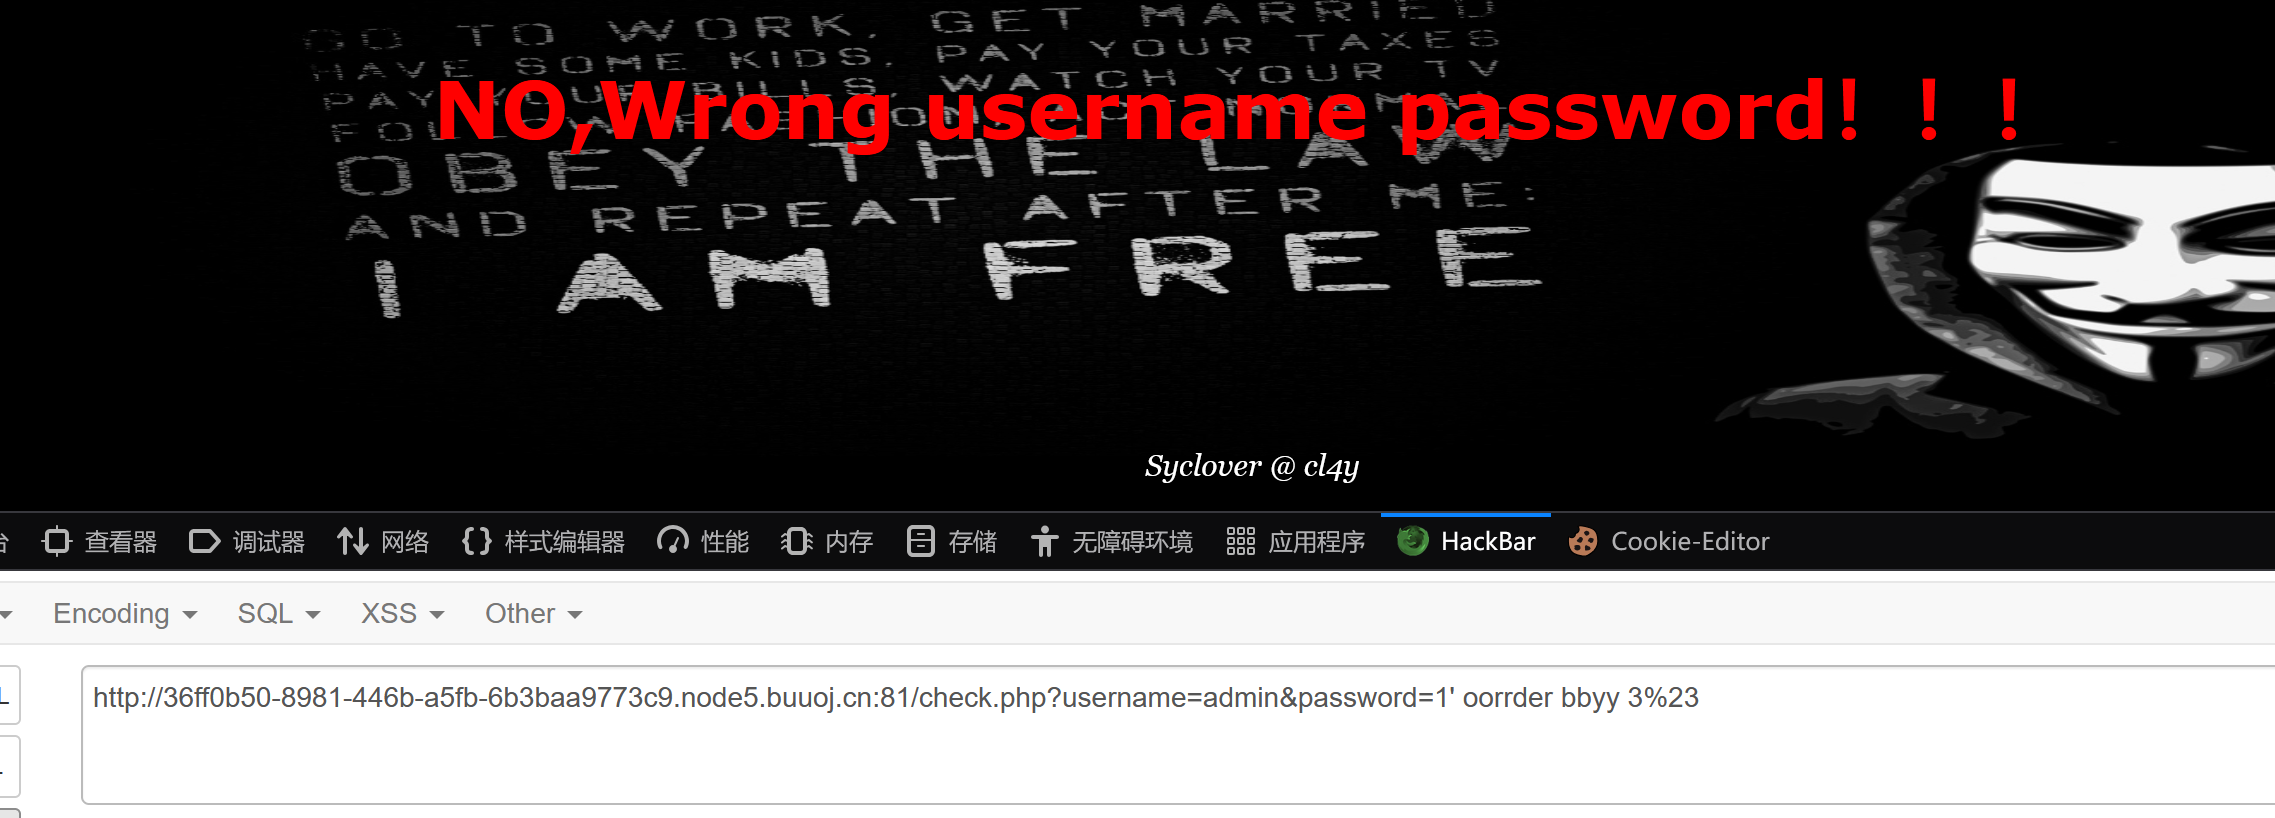 GO TO WORK, GET MARRIED
HAVE SOME KIDS, PAY YOUR TAXES
PAY YOUR BILLS, WATCH YOUR TV
NO,Wrong username password！！！
OBEY THE LAW
AND REPEAT AFTER ME:
I AM FREE
Syclover @ cl4y
台 查看器 调试器 网络 样式编辑器 性能 内存 存储 无障碍环境 应用程序 HackBar Cookie-Editor
Encoding SQL XSS Other
http://36ff0b50-8981-446b-a5fb-6b3baa9773c9.node5.buuoj.cn:81/check.php?username=admin&password=1' oorrder bbyy 3%23